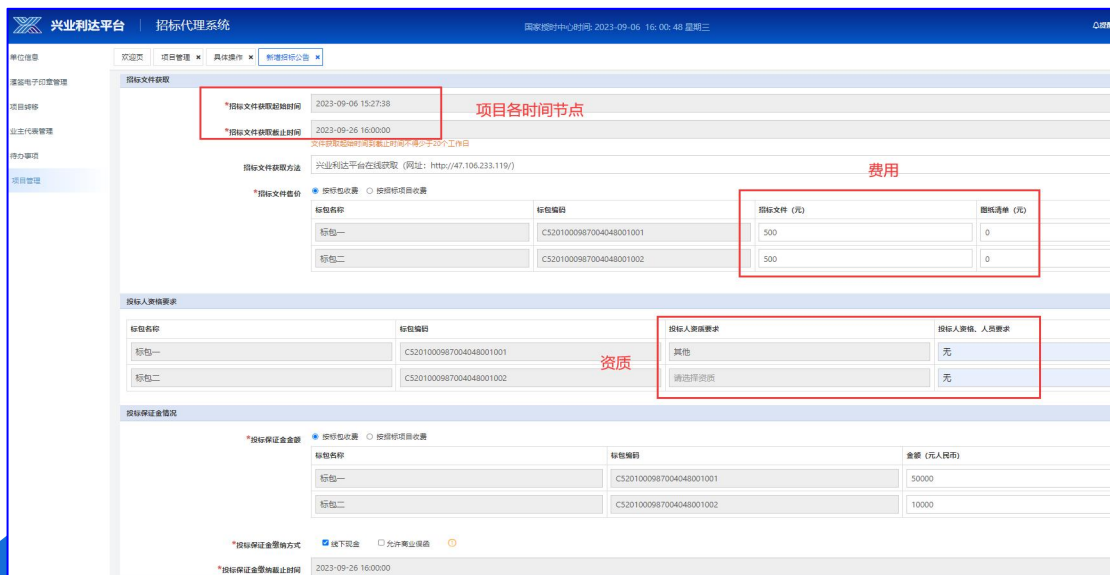 兴业利达平台 招标代理系统 国家授时中心时间: 2023-09-06 16: 00: 48 星期三
单位信息 欢迎页 项目管理 × 具体操作 × 新增招标公告 ×
招标文件获取
电子印章管理
项目转移 *招标文件获取起始时间 2023-09-06 15:27:38 项目各时间节点
业主代表管理 *招标文件获取截止时间 2023-09-26 16:00:00
待办事项 文件获取起始时间到截止时间不得少于20个工作日
招标文件获取方法 兴业利达平台在线获取（网址：http://47.106.233.119/）
项目管理 费用
*招标文件售价 按标包收费 按招标项目收费
标包名称 标包编码 招标文件（元） 图纸清单（元）
标包一 C5201000987004048001001 500 0
标包二 C5201000987004048001002 500 0
投标人资格要求
标包名称 标包编码 投标人资质要求 投标人资格、人员要求
标包一 C5201000987004048001001 其他 无
资质
标包二 C5201000987004048001002 请选择资质 无
投标保证金情况
*投标保证金金额 按标包收费 按招标项目收费
标包名称 标包编码 金额（元人民币）
标包一 C5201000987004048001001 50000
标包二 C5201000987004048001002 10000
*投标保证金缴纳方式 线下现金 允许商业保函
*投标保证金缴纳截止时间 2023-09-26 16:00:00